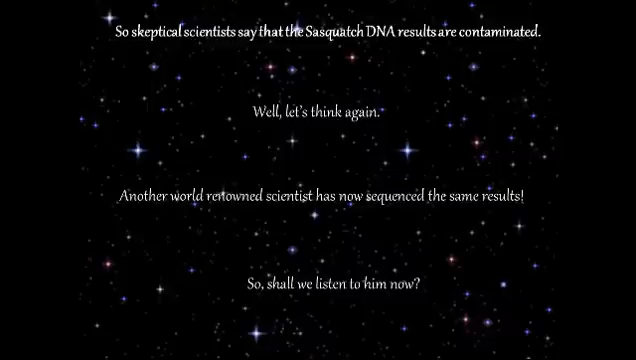 So skeptical scientists say that the Sasquatch DNA results are contaminated.
Well, let's think again.
Another world renowned scientist has now sequenced the same results!
So, shall we listen to him now?